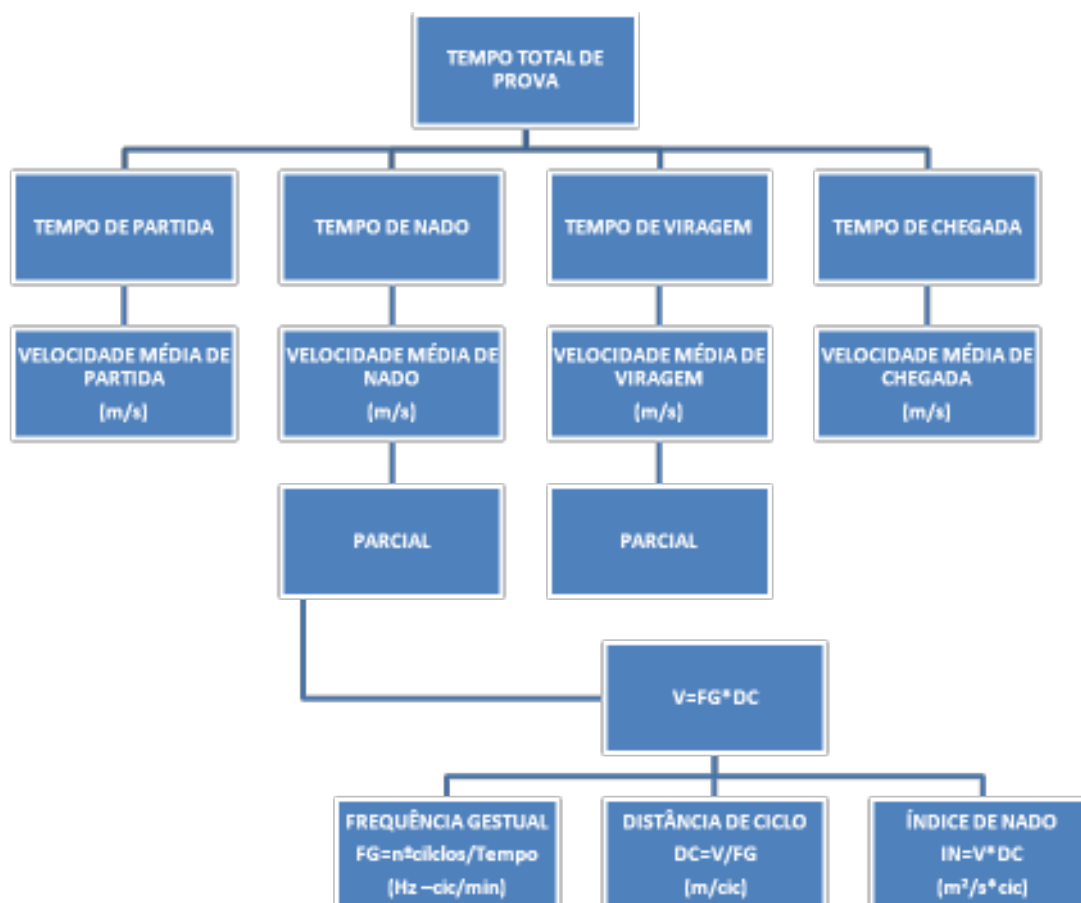 TEMPO TOTAL DE
PROVA
TEMPO DE PARTIDA
TEMPO DE NADO
TEMPO DE VIRAGEM
TEMPO DE CHEGADA
VELOCIDADE MÉDIA DE
PARTIDA
(m/s)
VELOCIDADE MÉDIA DE
NADO
(m/s)
VELOCIDADE MÉDIA DE
VIRAGEM
(m/s)
VELOCIDADE MÉDIA DE
CHEGADA
(m/s)
PARCIAL
PARCIAL
V=FG*DC
FREQUÊNCIA GESTUAL
FG=nºcilclos/Tempo
(Hz –cic/min)
DISTÂNCIA DE CICLO
DC=V/FG
(m/cic)
ÍNDICE DE NADO
IN=V*DC
(m²/s*cic)